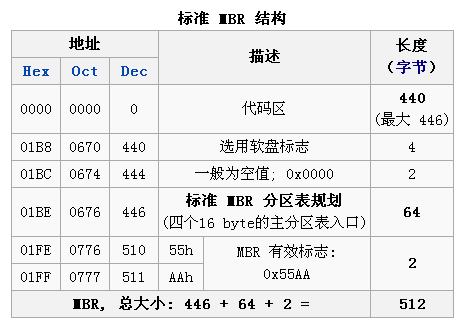 标准 MBR 结构
地址 描述 长度
(字节)
Hex Oct Dec
0000 0000 0 代码区 440
(最大 446)
01B8 0670 440 选用软盘标志 4
01BC 0674 444 一般为空值; 0x0000 2
01BE 0676 446 标准 MBR 分区表规划
(四个16 byte的主分区表入口) 64
01FE 0776 510 55h MBR 有效标志:
0x55AA 2
01FF 0777 511 AAh
MBR, 总大小: 446 + 64 + 2 = 512